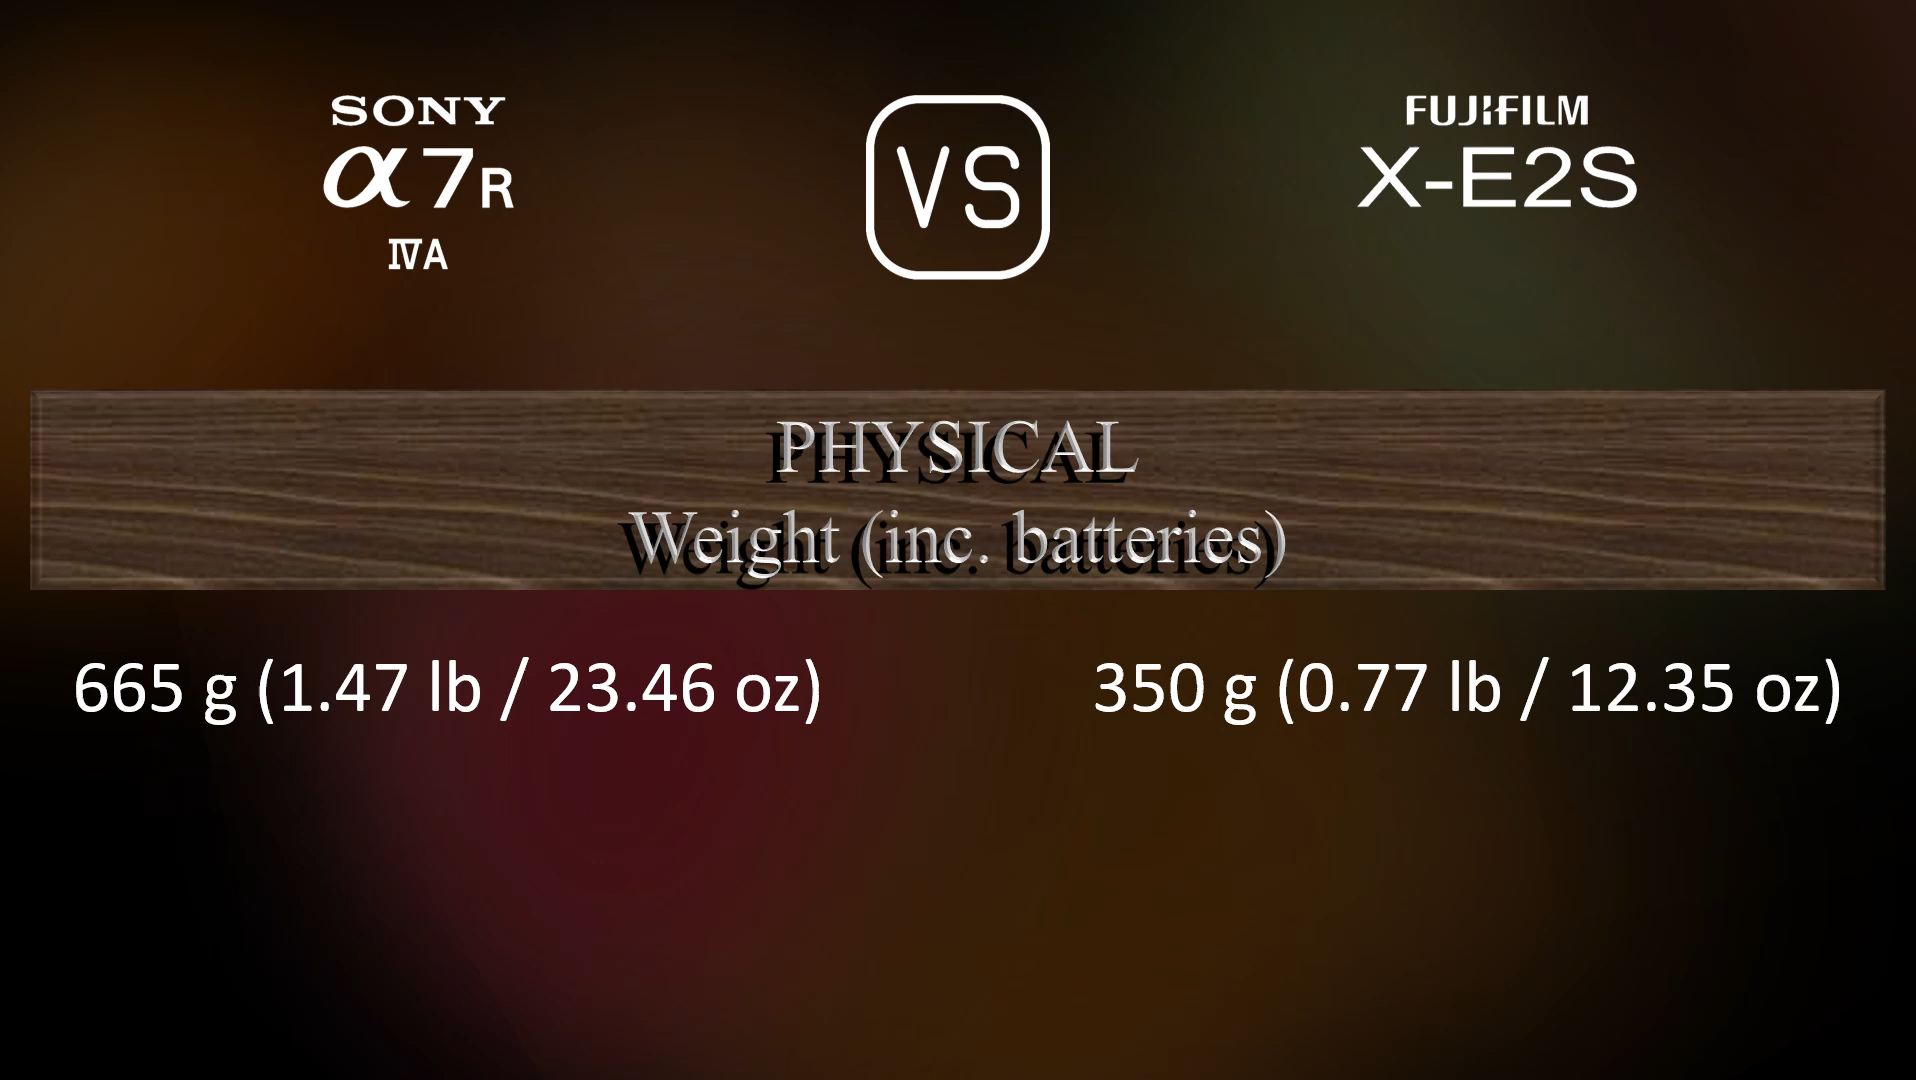 SONY
α7R
IVA
VS
FUJIFILM
X-E2S
PHYSICAL
Weight (inc. batteries)
665 g (1.47 lb / 23.46 oz)
350 g (0.77 lb / 12.35 oz)